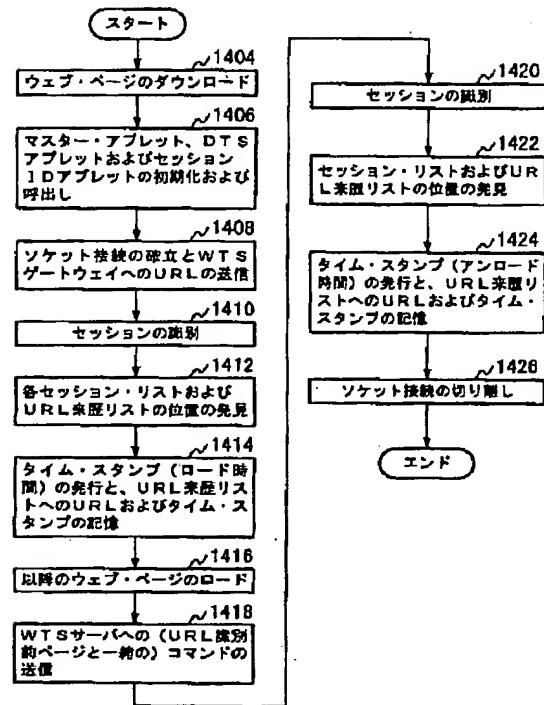 スタート
1404
ウェブ・ページのダウンロード
1406
マスター・アプレット、DTS
アプレットおよびセッション
IDアプレットの初期化および
呼出し
1408
ソケット接続の確立とWTS
ゲートウェイへのURLの送信
1410
セッションの識別
1412
各セッション・リストおよび
URL来歴リストの位置の発見
1414
タイム・スタンプ(ロード時
間)の発行と、URL来歴リス
トへのURLおよびタイム・ス
タンプの記憶
1416
以降のウェブ・ページのロード
1418
WTSサーバへの(URL識別
前ページと一緒の)コマンドの
送信
1420
セッションの識別
1422
セッション・リストおよびUR
L来歴リストの位置の発見
1424
タイム・スタンプ(アンロード
時間)の発行と、URL来歴リ
ストへのURLおよびタイム・
スタンプの記憶
1426
ソケット接続の切り離し
エンド